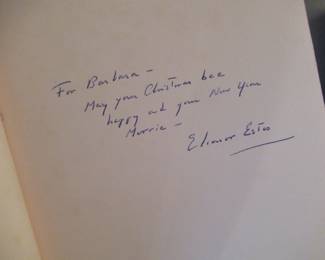 For Barbara –
May your Christmas bee
happy and your New Year
Merrie –
Eleanor Estes